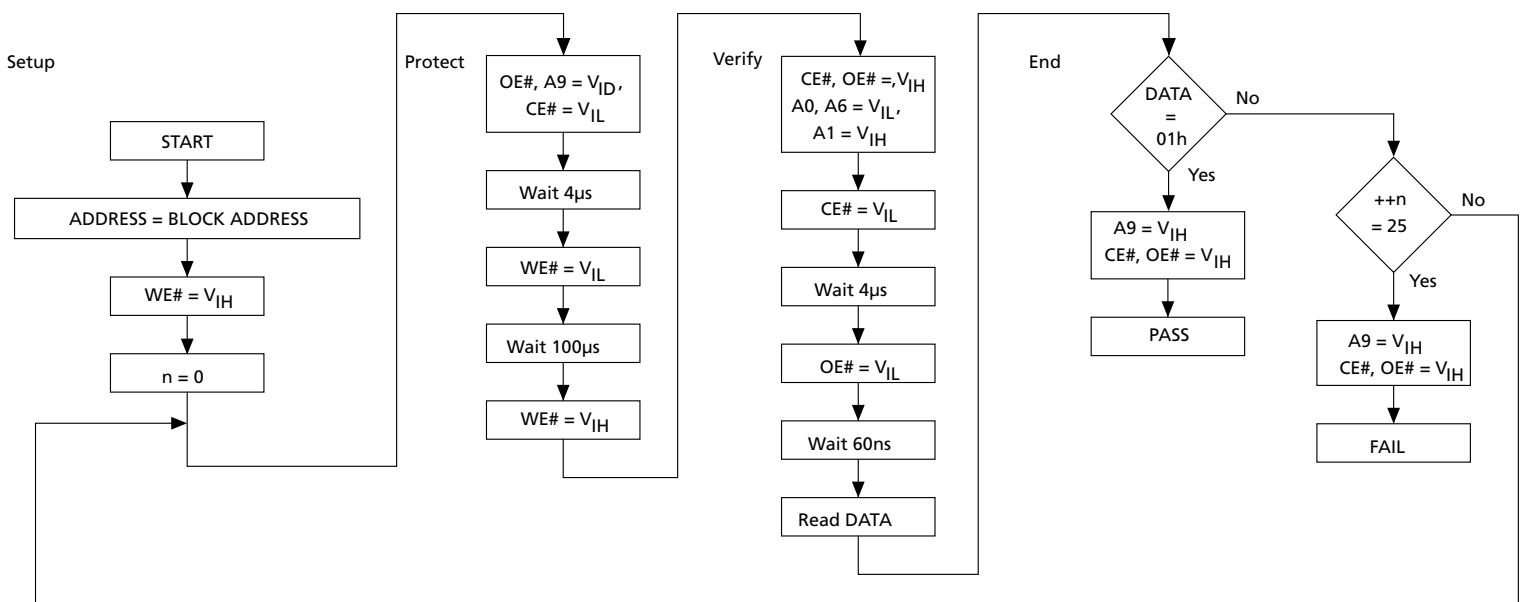 Setup
START
ADDRESS = BLOCK ADDRESS
WE# = VIH
n = 0
Protect
OE#, A9 = VID,
CE# = VIL
Wait 4µs
WE# = VIL
Wait 100µs
WE# = VIH
Verify
CE#, OE# =,VIH
A0, A6 = VIL,
A1 = VIH
CE# = VIL
Wait 4µs
OE# = VIL
Wait 60ns
Read DATA
End
DATA
=
01h
No
Yes
A9 = VIH
CE#, OE# = VIH
PASS
++n
= 25
No
Yes
A9 = VIH
CE#, OE# = VIH
FAIL